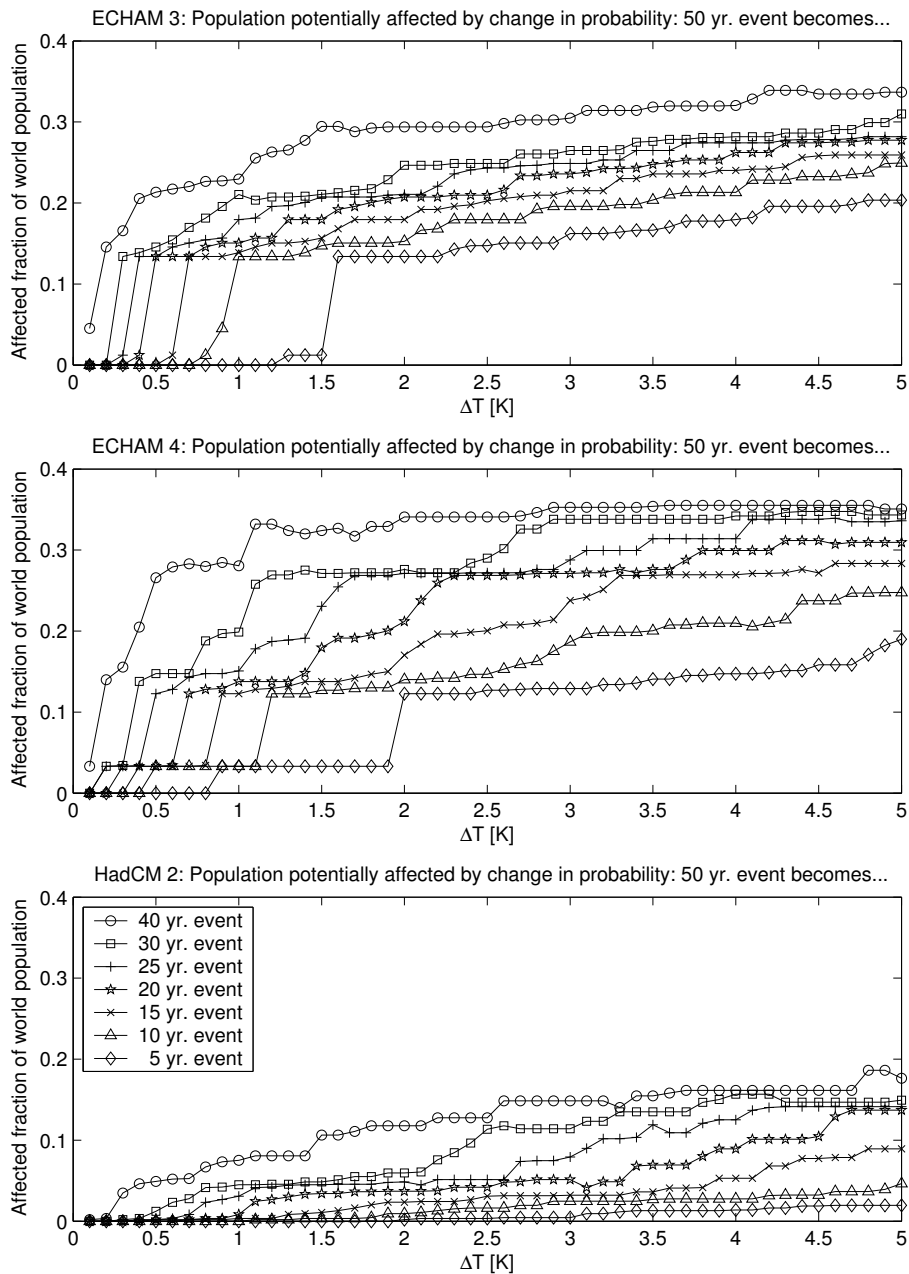 ECHAM 3: Population potentially affected by change in probability: 50 yr. event becomes...
Affected fraction of world population
0.4
0.3
0.2
0.1
0
0 0.5 1 1.5 2 2.5 3 3.5 4 4.5 5
ΔT [K]
ECHAM 4: Population potentially affected by change in probability: 50 yr. event becomes...
Affected fraction of world population
0.4
0.3
0.2
0.1
0
0 0.5 1 1.5 2 2.5 3 3.5 4 4.5 5
ΔT [K]
HadCM 2: Population potentially affected by change in probability: 50 yr. event becomes...
Affected fraction of world population
0.4
0.3
0.2
0.1
0
40 yr. event
30 yr. event
25 yr. event
20 yr. event
15 yr. event
10 yr. event
5 yr. event
0 0.5 1 1.5 2 2.5 3 3.5 4 4.5 5
ΔT [K]